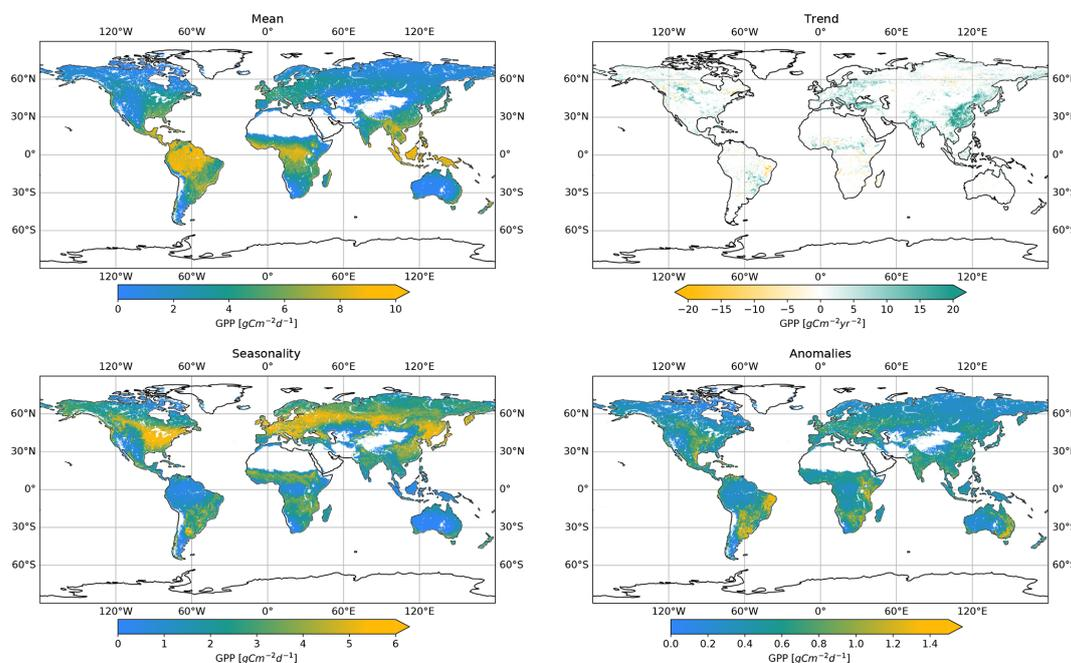 Mean
120°W 60°W 0° 60°E 120°E
60°N 60°N
30°N 30°N
0° 0°
30°S 30°S
60°S 60°S
120°W 60°W 0° 60°E 120°E
0 2 4 6 8 10
GPP [gCm⁻²d⁻¹]
Trend
120°W 60°W 0° 60°E 120°E
60°N 60°N
30°N 30°N
0° 0°
30°S 30°S
60°S 60°S
120°W 60°W 0° 60°E 120°E
−20 −15 −10 −5 0 5 10 15 20
GPP [gCm⁻²yr⁻²]
Seasonality
120°W 60°W 0° 60°E 120°E
60°N 60°N
30°N 30°N
0° 0°
30°S 30°S
60°S 60°S
120°W 60°W 0° 60°E 120°E
0 1 2 3 4 5 6
GPP [gCm⁻²d⁻¹]
Anomalies
120°W 60°W 0° 60°E 120°E
60°N 60°N
30°N 30°N
0° 0°
30°S 30°S
60°S 60°S
120°W 60°W 0° 60°E 120°E
0.0 0.2 0.4 0.6 0.8 1.0 1.2 1.4
GPP [gCm⁻²d⁻¹]